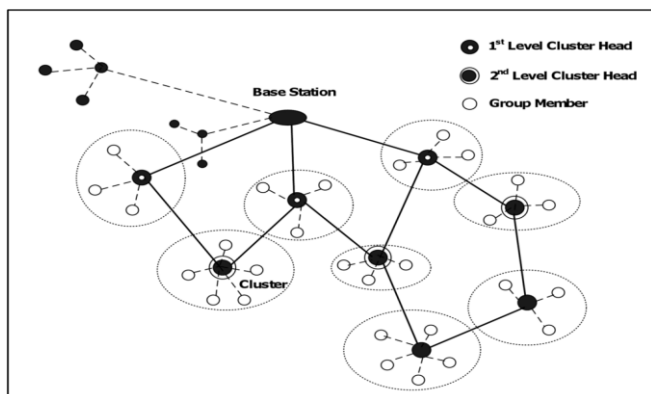 1st Level Cluster Head
2nd Level Cluster Head
Group Member
Base Station
Cluster